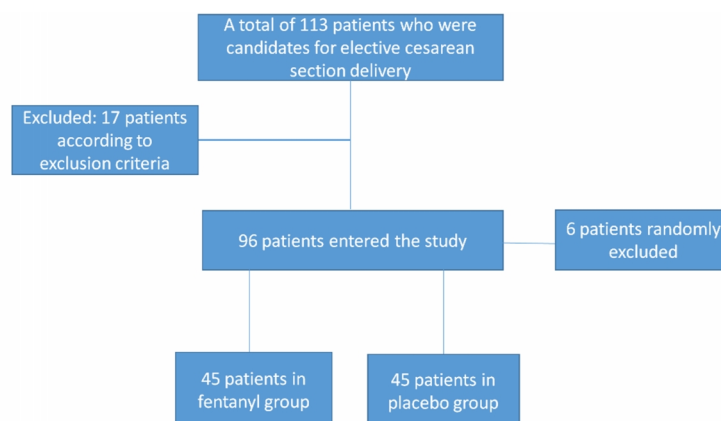 A total of 113 patients who were
candidates for elective cesarean
section delivery
Excluded: 17 patients
according to
exclusion criteria
96 patients entered the study
6 patients randomly
excluded
45 patients in
fentanyl group
45 patients in
placebo group